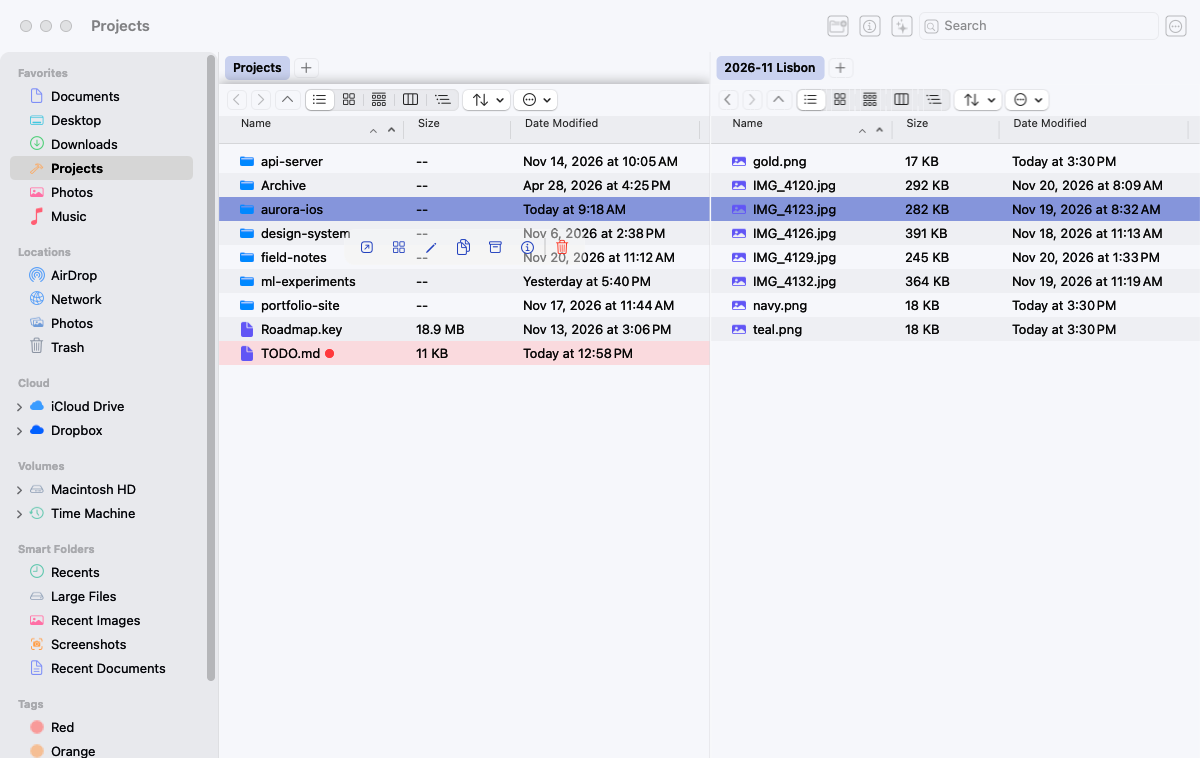 Projects
Search
Favorites
Documents
Desktop
Downloads
Projects
Photos
Music
Locations
AirDrop
Network
Photos
Trash
Cloud
iCloud Drive
Dropbox
Volumes
Macintosh HD
Time Machine
Smart Folders
Recents
Large Files
Recent Images
Screenshots
Recent Documents
Tags
Red
Orange
Projects
Name Size Date Modified
api-server -- Nov 14, 2026 at 10:05 AM
Archive -- Apr 28, 2026 at 4:25 PM
aurora-ios -- Today at 9:18 AM
design-system -- Nov 6, 2026 at 2:38 PM
field-notes -- Nov 20, 2026 at 11:12 AM
ml-experiments -- Yesterday at 5:40 PM
portfolio-site -- Nov 17, 2026 at 11:44 AM
Roadmap.key 18.9 MB Nov 13, 2026 at 3:06 PM
TODO.md 11 KB Today at 12:58 PM
2026-11 Lisbon
Name Size Date Modified
gold.png 17 KB Today at 3:30 PM
IMG_4120.jpg 292 KB Nov 20, 2026 at 8:09 AM
IMG_4123.jpg 282 KB Nov 19, 2026 at 8:32 AM
IMG_4126.jpg 391 KB Nov 18, 2026 at 11:13 AM
IMG_4129.jpg 245 KB Nov 20, 2026 at 1:33 PM
IMG_4132.jpg 364 KB Nov 19, 2026 at 11:19 AM
navy.png 18 KB Today at 3:30 PM
teal.png 18 KB Today at 3:30 PM